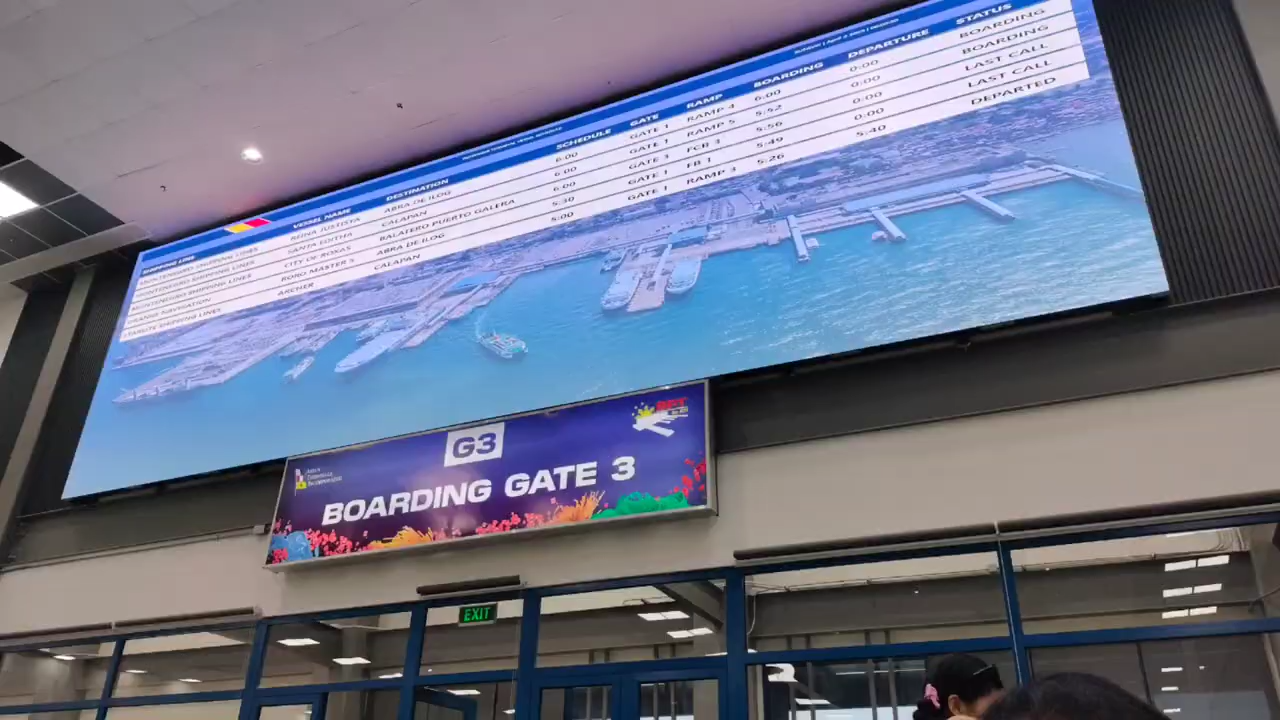 SHIPPING LINE VESSEL NAME DESTINATION SCHEDULE GATE RAMP BOARDING DEPARTURE STATUS
MONTENEGRO SHIPPING LINES REINA ABRA DE ILOG 6:00 GATE 1 RAMP 4 6:00 0:00 BOARDING
MONTENEGRO SHIPPING LINES SANTA EDITHA CALAPAN 6:00 GATE 1 RAMP 5 5:52 0:00 BOARDING
MONTENEGRO SHIPPING LINES CITY OF BALATERO PUERTO GALERA 6:00 GATE 3 FCB 3 5:56 0:00 LAST CALL
NAVIGATION RORO MASTER 5 ABRA DE ILOG 5:30 GATE 1 FB 1 5:49 0:00 LAST CALL
STARLITE SHIPPING LINES ARCHER CALAPAN 5:00 GATE 1 RAMP 3 5:26 5:40 DEPARTED
G3
BOARDING GATE 3
EXIT